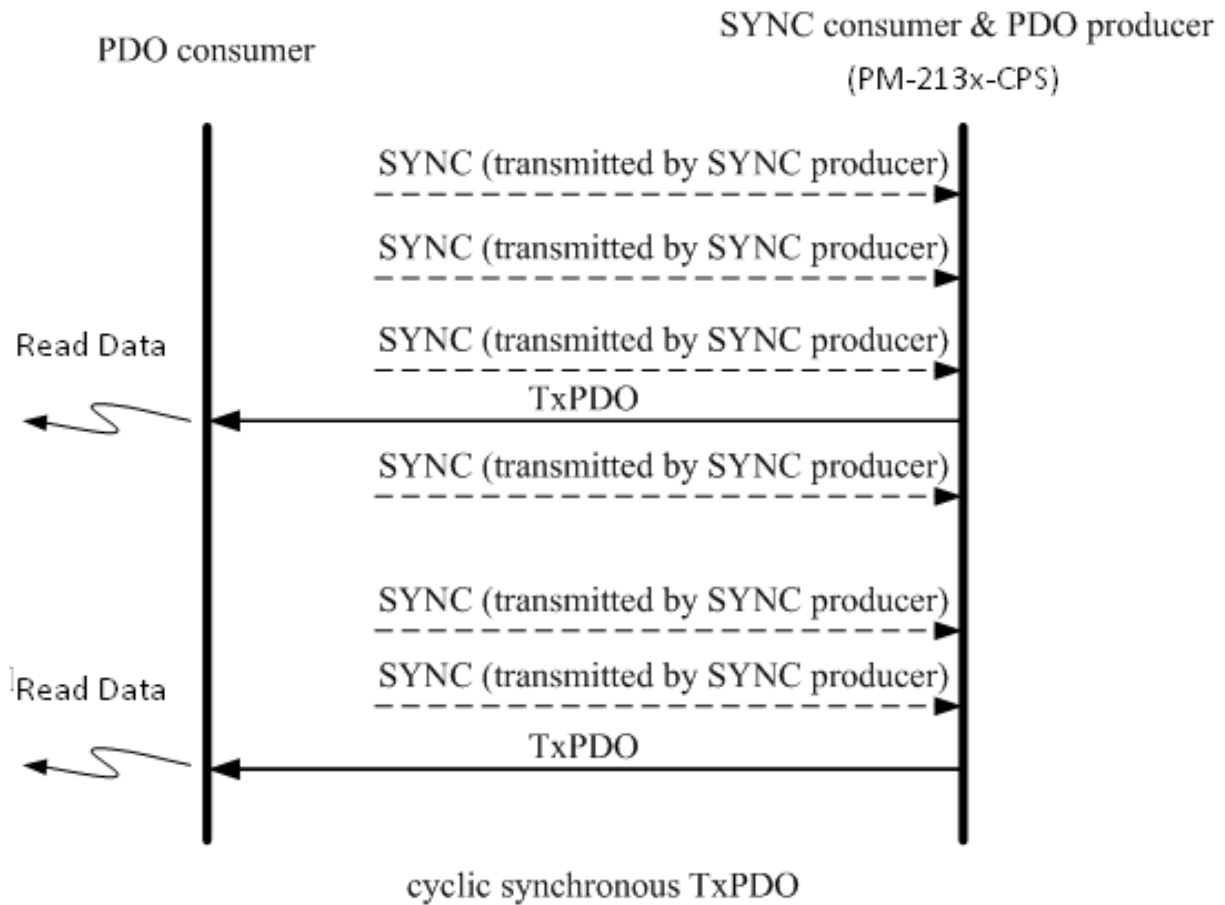 PDO consumer
SYNC consumer & PDO producer
(PM-213x-CPS)
SYNC (transmitted by SYNC producer)
SYNC (transmitted by SYNC producer)
SYNC (transmitted by SYNC producer)
Read Data
TxPDO
SYNC (transmitted by SYNC producer)
SYNC (transmitted by SYNC producer)
SYNC (transmitted by SYNC producer)
Read Data
TxPDO
cyclic synchronous TxPDO